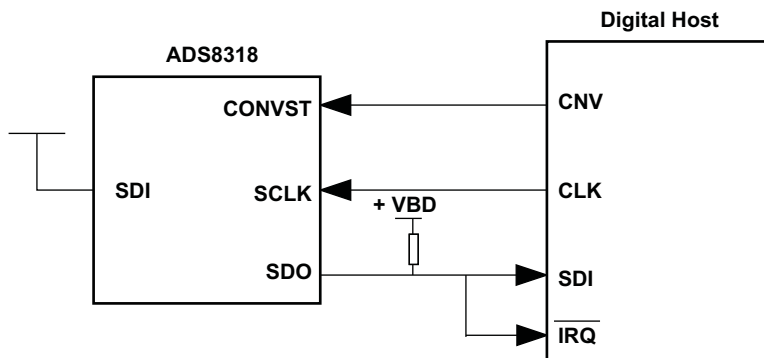 Digital Host
ADS8318
CONVST
CNV
SDI
SCLK
CLK
+ VBD
SDO
SDI
IRQ